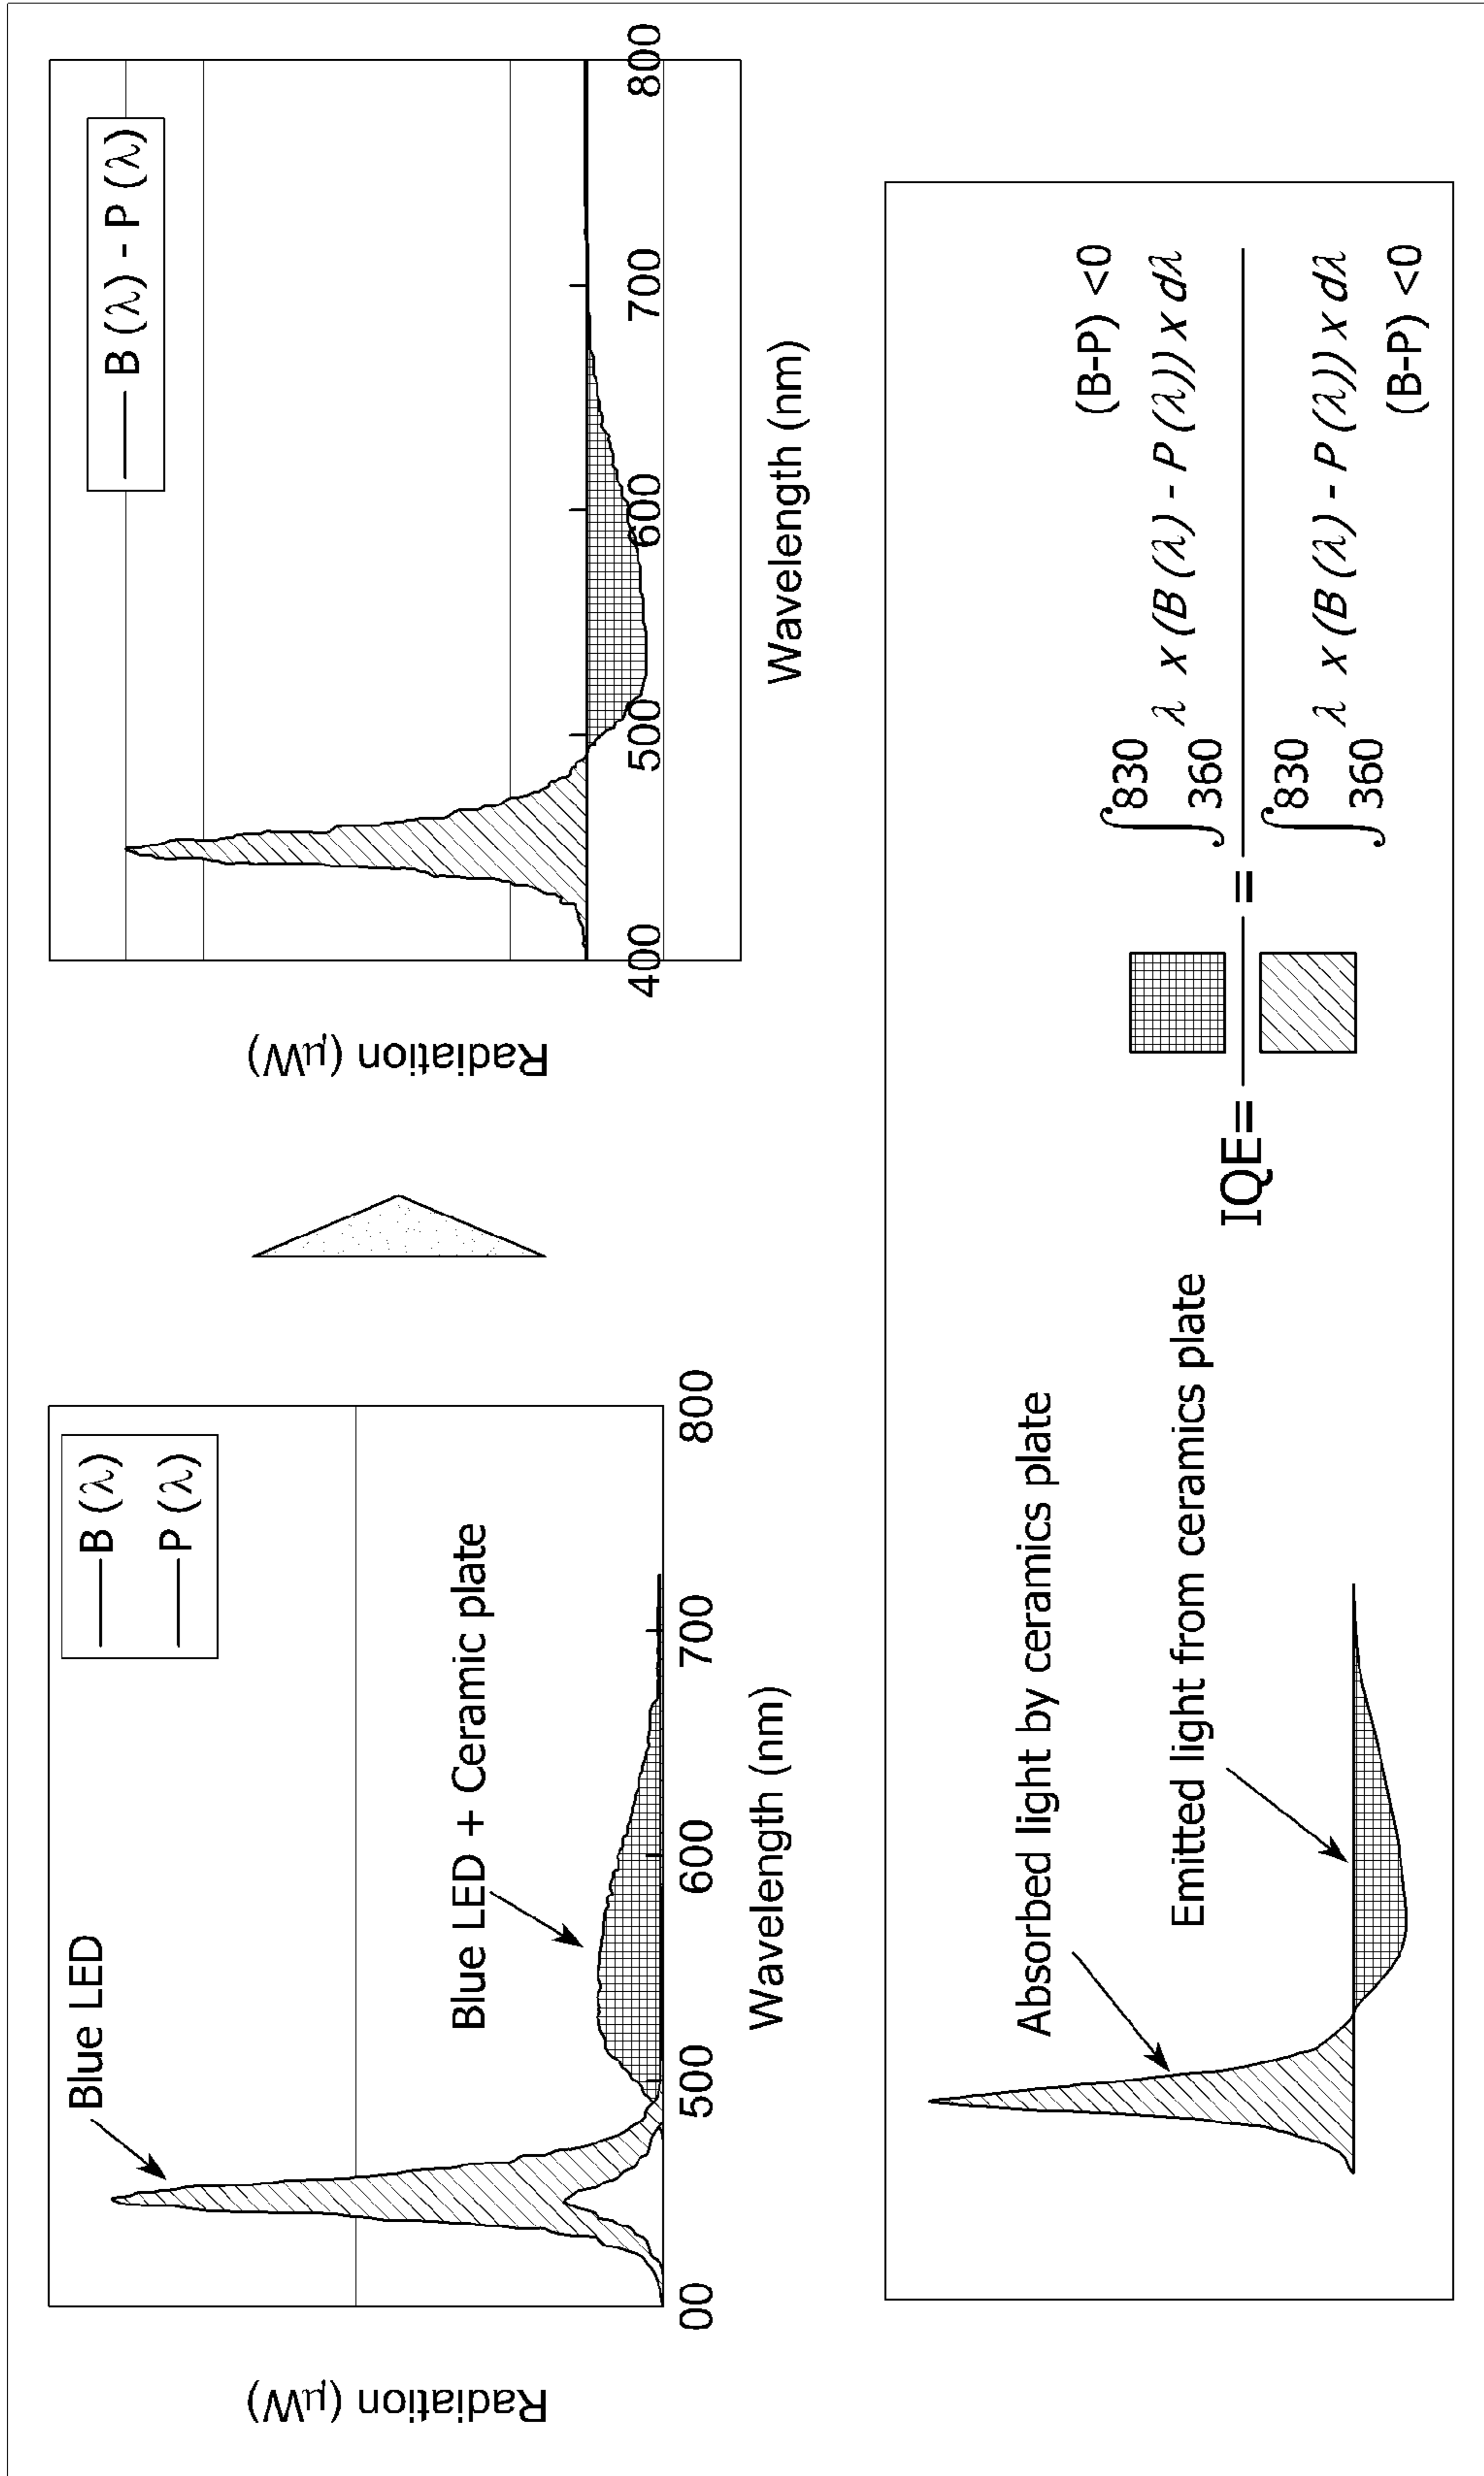 Radiation (μW)
Blue LED
B (λ)
P (λ)
Blue LED + Ceramic plate
00
500
600
700
800
Wavelength (nm)
Radiation (μW)
B (λ) - P (λ)
400
500
600
700
800
Wavelength (nm)
Absorbed light by ceramics plate
Emitted light from ceramics plate
IQE=
=
(B-P) <0
∫830
360
λ x (B (λ) - P (λ))) x dλ
∫830
360
λ x (B (λ) - P (λ))) x dλ
(B-P) <0